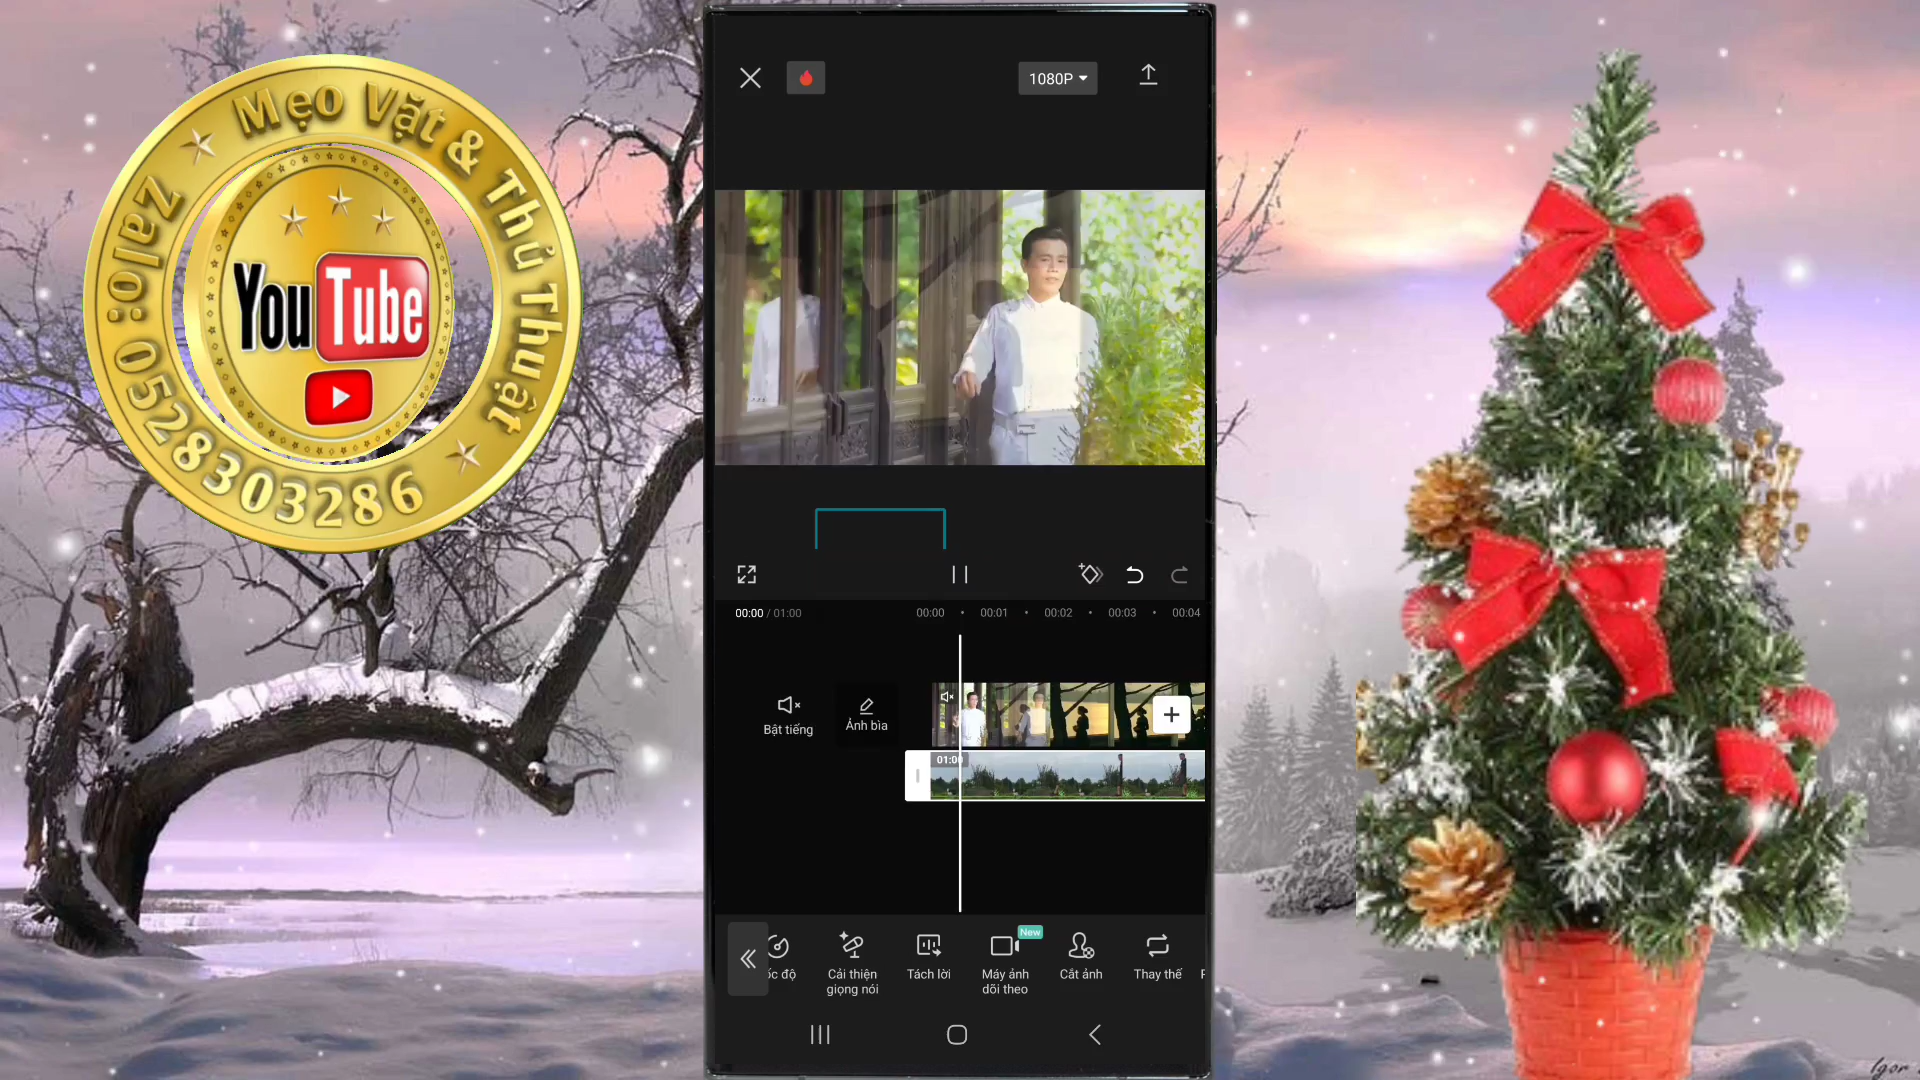 Mẹo Vặt & Thủ Thuật
Zalo: 0528303286
YouTube
1080P
00:00 / 01:00
00:00
00:01
00:02
00:03
00:04
Bật tiếng
Ảnh bìa
01:00
ốc độ
Cải thiện
giọng nói
Tách lời
New
Máy ảnh
dõi theo
Cắt ảnh
Thay thế
Igor